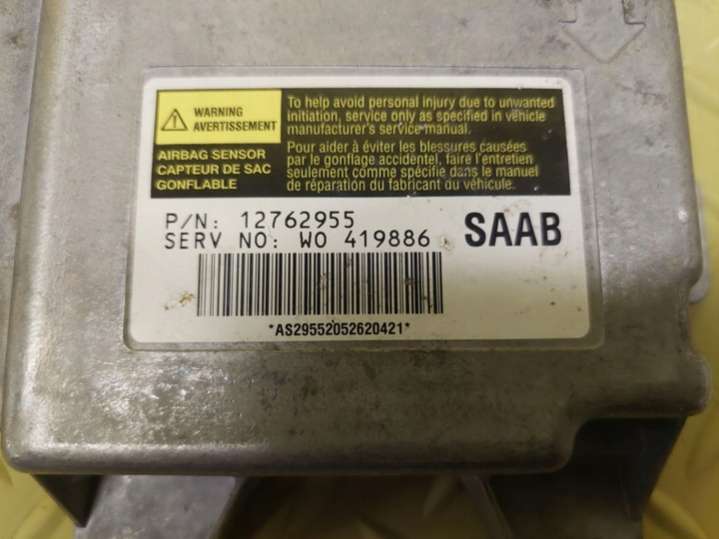 WARNING
AVERTISSEMENT
To help avoid personal injury due to unwanted
initiation, service only as specified in vehicle
manufacturer's service manual.
AIRBAG SENSOR
CAPTEUR DE SAC
GONFLABLE
Pour aider à éviter les blessures causées
par le gonflage accidentel, faire l'entretien
seulement comme spécifie dans le manuel
de réparation du fabricant du véhicule.
P/N: 12762955
SERV NO: WO 419886
SAAB
*AS29552052620421*